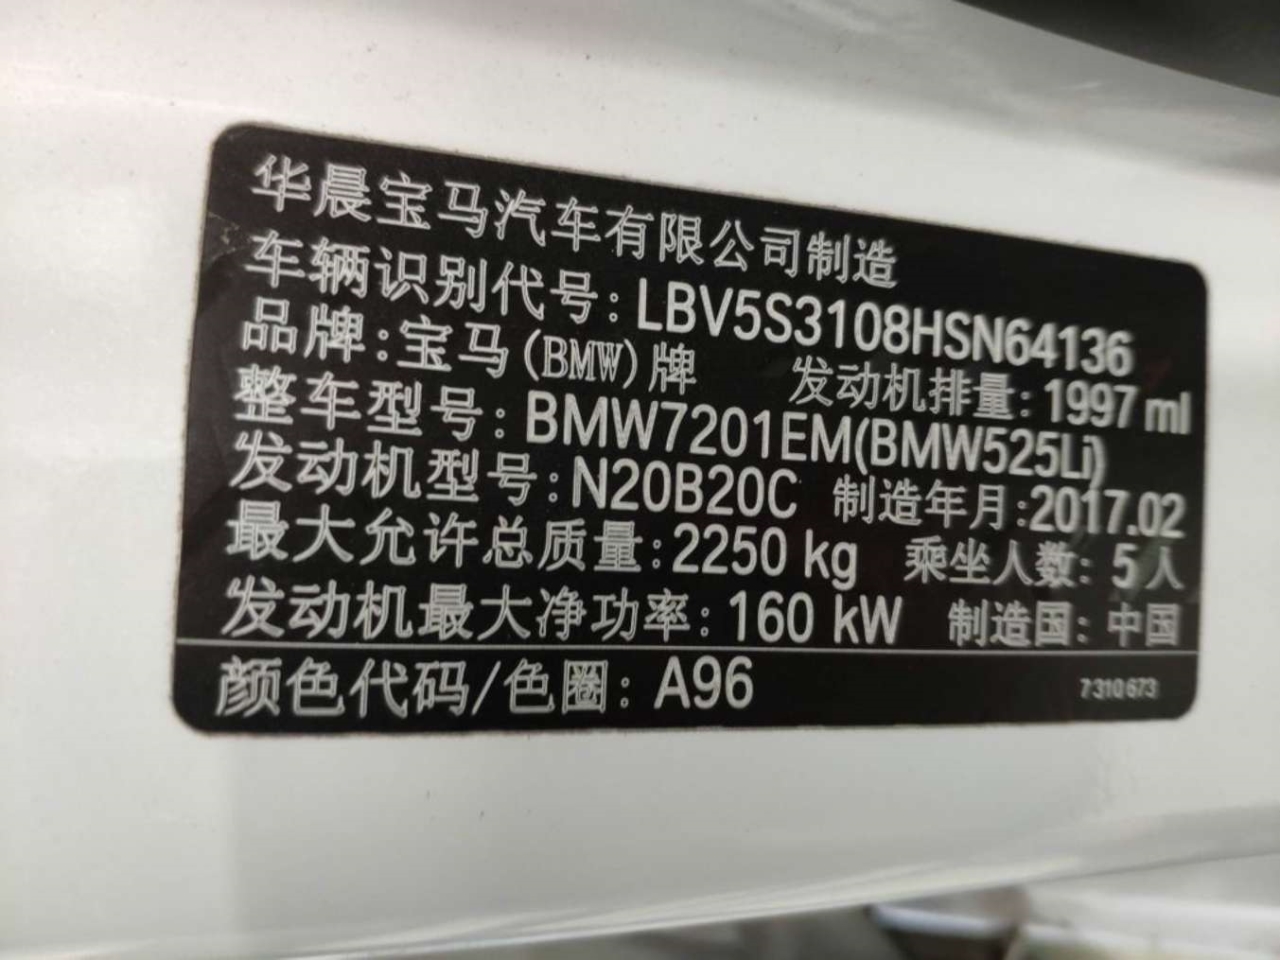 华晨宝马汽车有限公司制造
车辆识别代号:LBV5S3108HSN64136
品牌:宝马(BMW)牌 发动机排量:1997 ml
整车型号:BMW7201EM(BMW525Li)
发动机型号:N20B20C 制造年月:2017.02
最大允许总质量:2250 kg 乘坐人数:5人
发动机最大净功率:160 kW 制造国:中国
颜色代码/色圈:A96 7310673